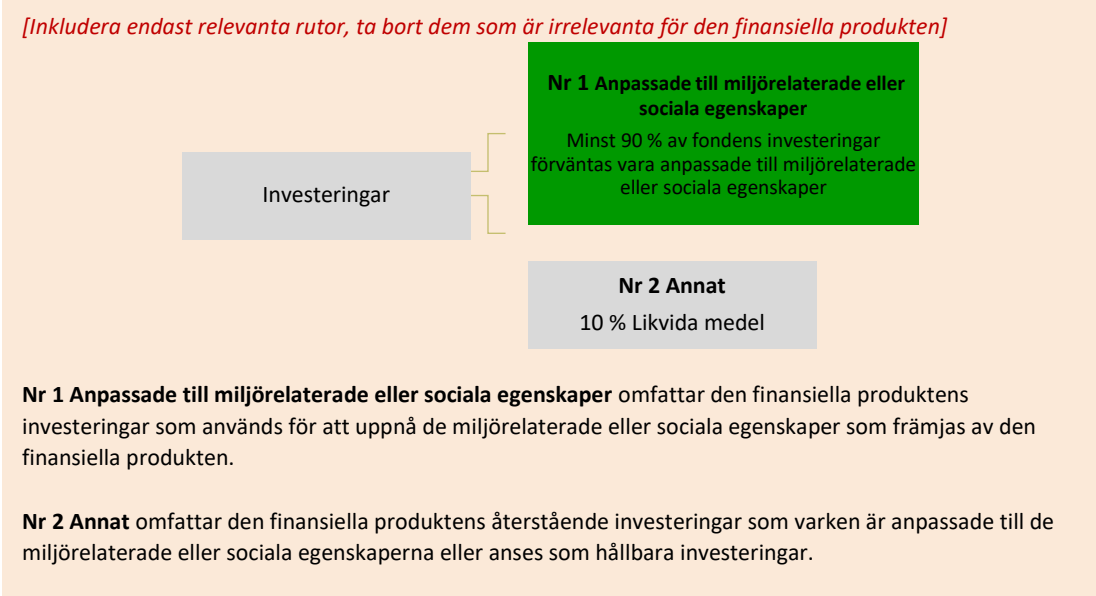 [Inkludera endast relevanta rutor, ta bort dem som är irrelevanta för den finansiella produkten]
Nr 1 Anpassade till miljörelaterade eller
sociala egenskaper
Minst 90 % av fondens investeringar
förväntas vara anpassade till miljörelaterade
eller sociala egenskaper
Investeringar
Nr 2 Annat
10 % Likvida medel
Nr 1 Anpassade till miljörelaterade eller sociala egenskaper omfattar den finansiella produktens
investeringar som används för att uppnå de miljörelaterade eller sociala egenskaper som främjas av den
finansiella produkten.
Nr 2 Annat omfattar den finansiella produktens återstående investeringar som varken är anpassade till de
miljörelaterade eller sociala egenskaperna eller anses som hållbara investeringar.